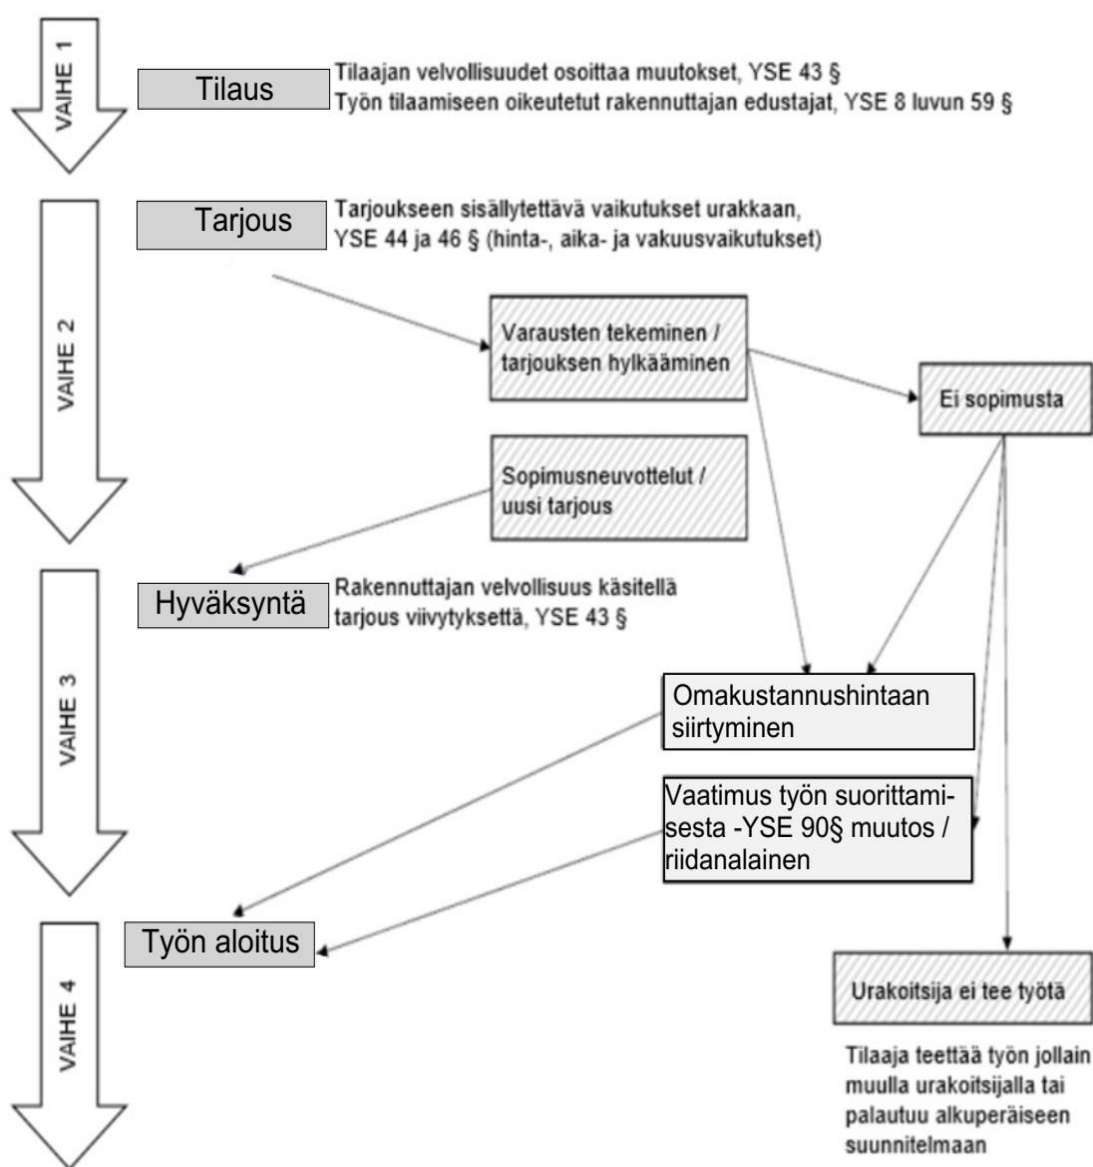 VAIHE 1
Tilaus
Tilaajan velvollisuudet osoittaa muutokset, YSE 43 §
Työn tilaamiseen oikeutetut rakennuttajan edustajat, YSE 8 luvun 59 §
VAIHE 2
Tarjous
Tarjoukseen sisällytettävä vaikutukset urakkaan,
YSE 44 ja 46 § (hinta-, aika- ja vakuusvaikutukset)
Varausten tekeminen /
tarjouksen hylkääminen
Ei sopimusta
Sopimusneuvottelut /
uusi tarjous
VAIHE 3
Hyväksyntä
Rakennuttajan velvollisuus käsitellä
tarjous viivytyksettä, YSE 43 §
Omakustannushintaan
siirtyminen
Vaatimus työn suorittami-
sesta -YSE 90§ muutos /
riidanalainen
VAIHE 4
Työn aloitus
Urakoitsija ei tee työtä
Tilaaja teettää työn jollain
muulla urakoitsijalla tai
palautuu alkuperäiseen
suunnitelmaan